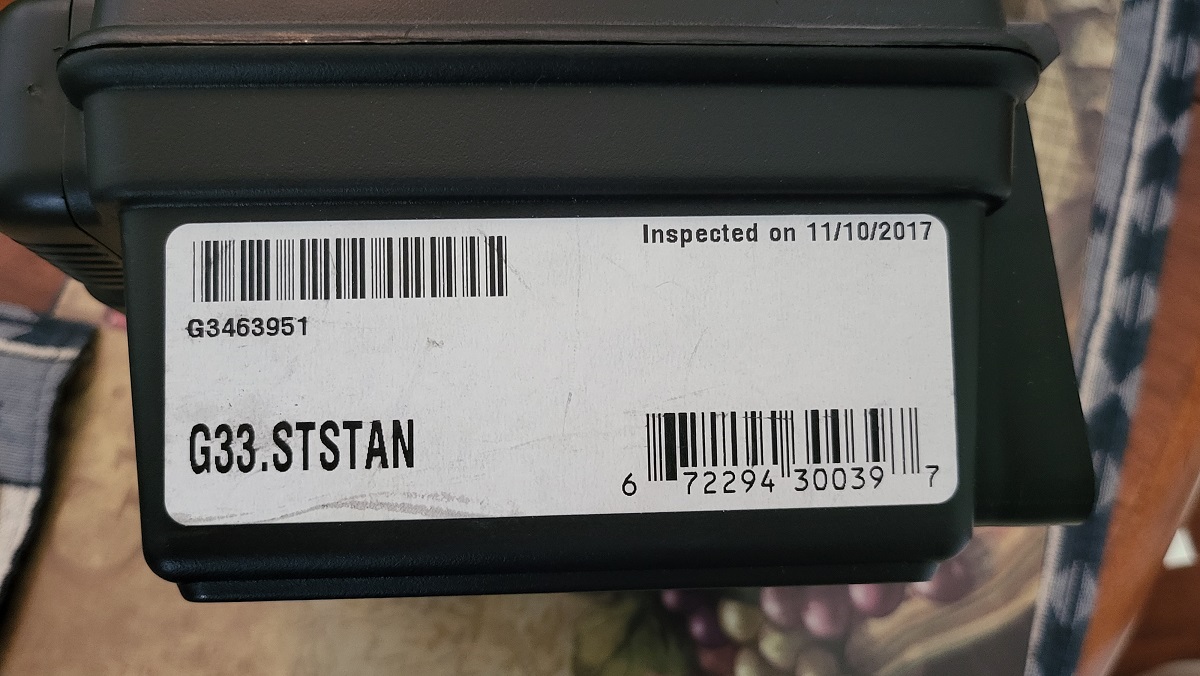 Inspected on 11/10/2017
G3463951
G33.STSTAN
6 72294 30039 7